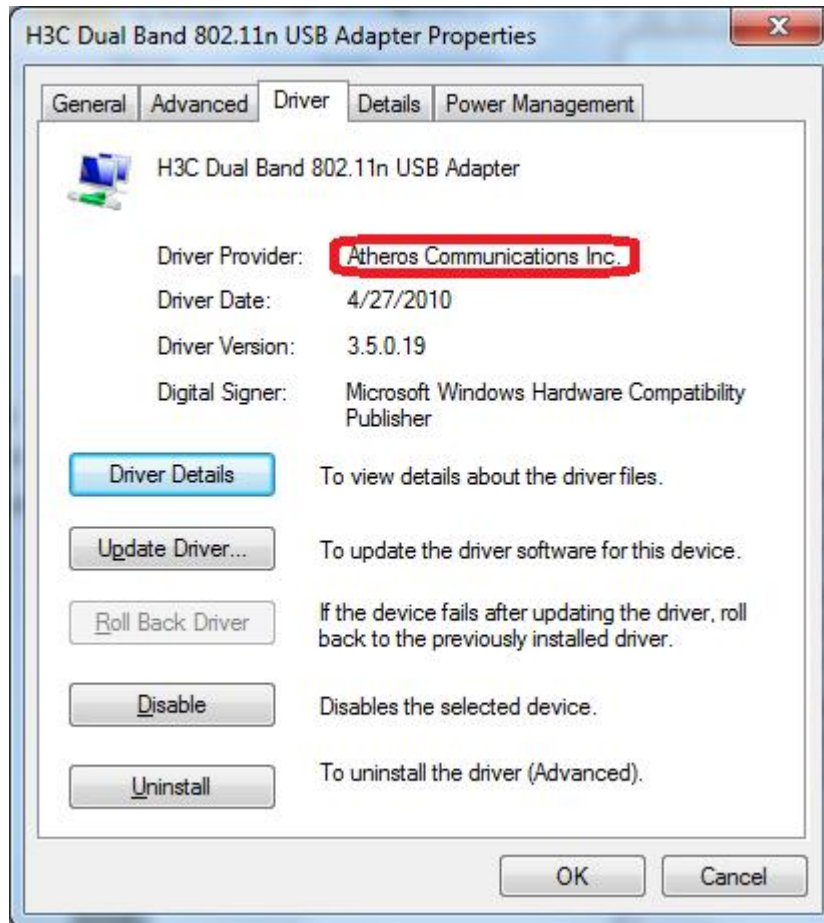 H3C Dual Band 802.11n USB Adapter Properties
General Advanced Driver Details Power Management
H3C Dual Band 802.11n USB Adapter
Driver Provider: Atheros Communications Inc.
Driver Date: 4/27/2010
Driver Version: 3.5.0.19
Digital Signer: Microsoft Windows Hardware Compatibility
Publisher
Driver Details To view details about the driver files.
Update Driver... To update the driver software for this device.
Roll Back Driver If the device fails after updating the driver, roll
back to the previously installed driver.
Disable Disables the selected device.
Uninstall To uninstall the driver (Advanced).
OK Cancel